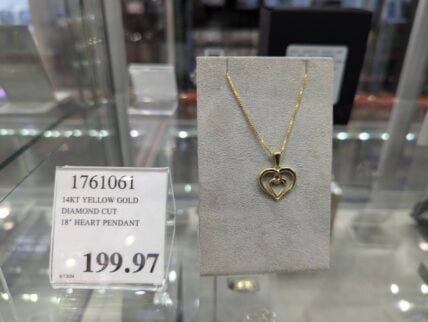 1761061
14KT YELLOW GOLD
DIAMOND CUT
18" HEART PENDANT
199.97